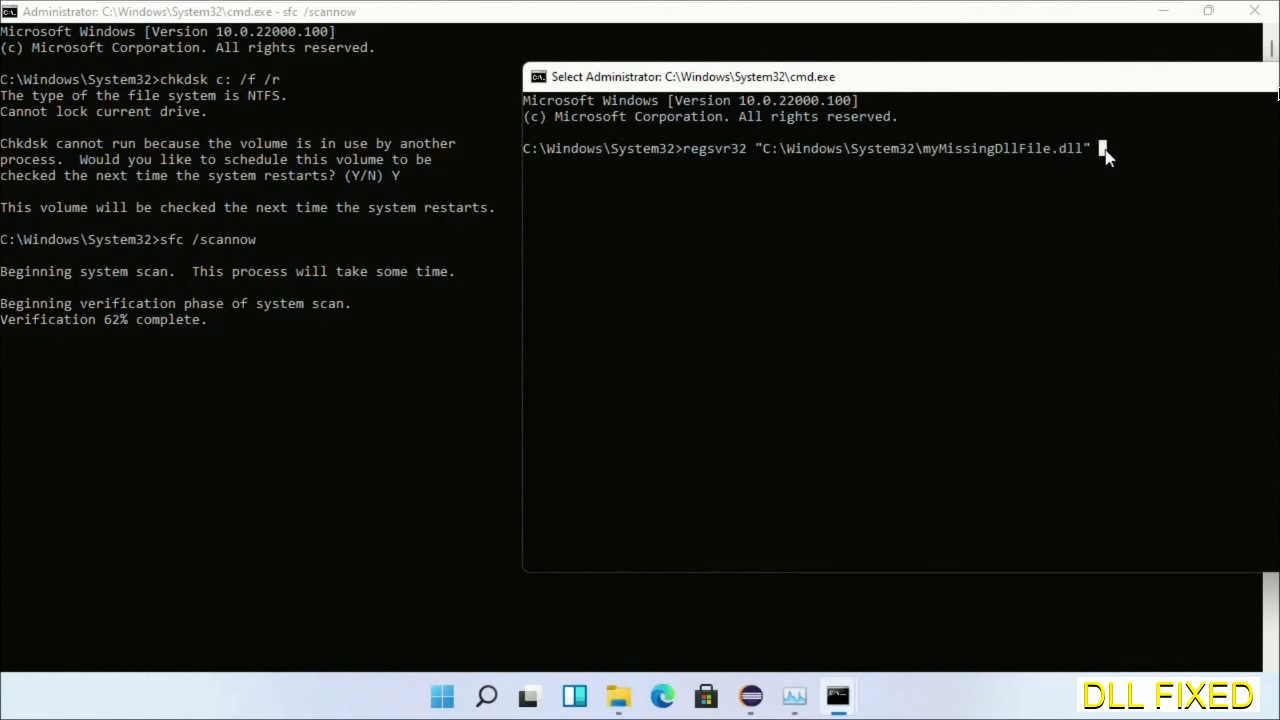 Administrator: C:\Windows\System32\cmd.exe - sfc /scannow
Microsoft Windows [Version 10.0.22000.100]
(c) Microsoft Corporation. All rights reserved.
C:\Windows\System32>chkdsk c: /f /r
The type of the file system is NTFS.
Cannot lock current drive.
Chkdsk cannot run because the volume is in use by another
process.  Would you like to schedule this volume to be
checked the next time the system restarts? (Y/N) Y
This volume will be checked the next time the system restarts.
C:\Windows\System32>sfc /scannow
Beginning system scan.  This process will take some time.
Beginning verification phase of system scan.
Verification 62% complete.
Select Administrator: C:\Windows\System32\cmd.exe
Microsoft Windows [Version 10.0.22000.100]
(c) Microsoft Corporation. All rights reserved.
C:\Windows\System32>regsvr32 "C:\Windows\System32\myMissingDllFile.dll"
DLL FIXED